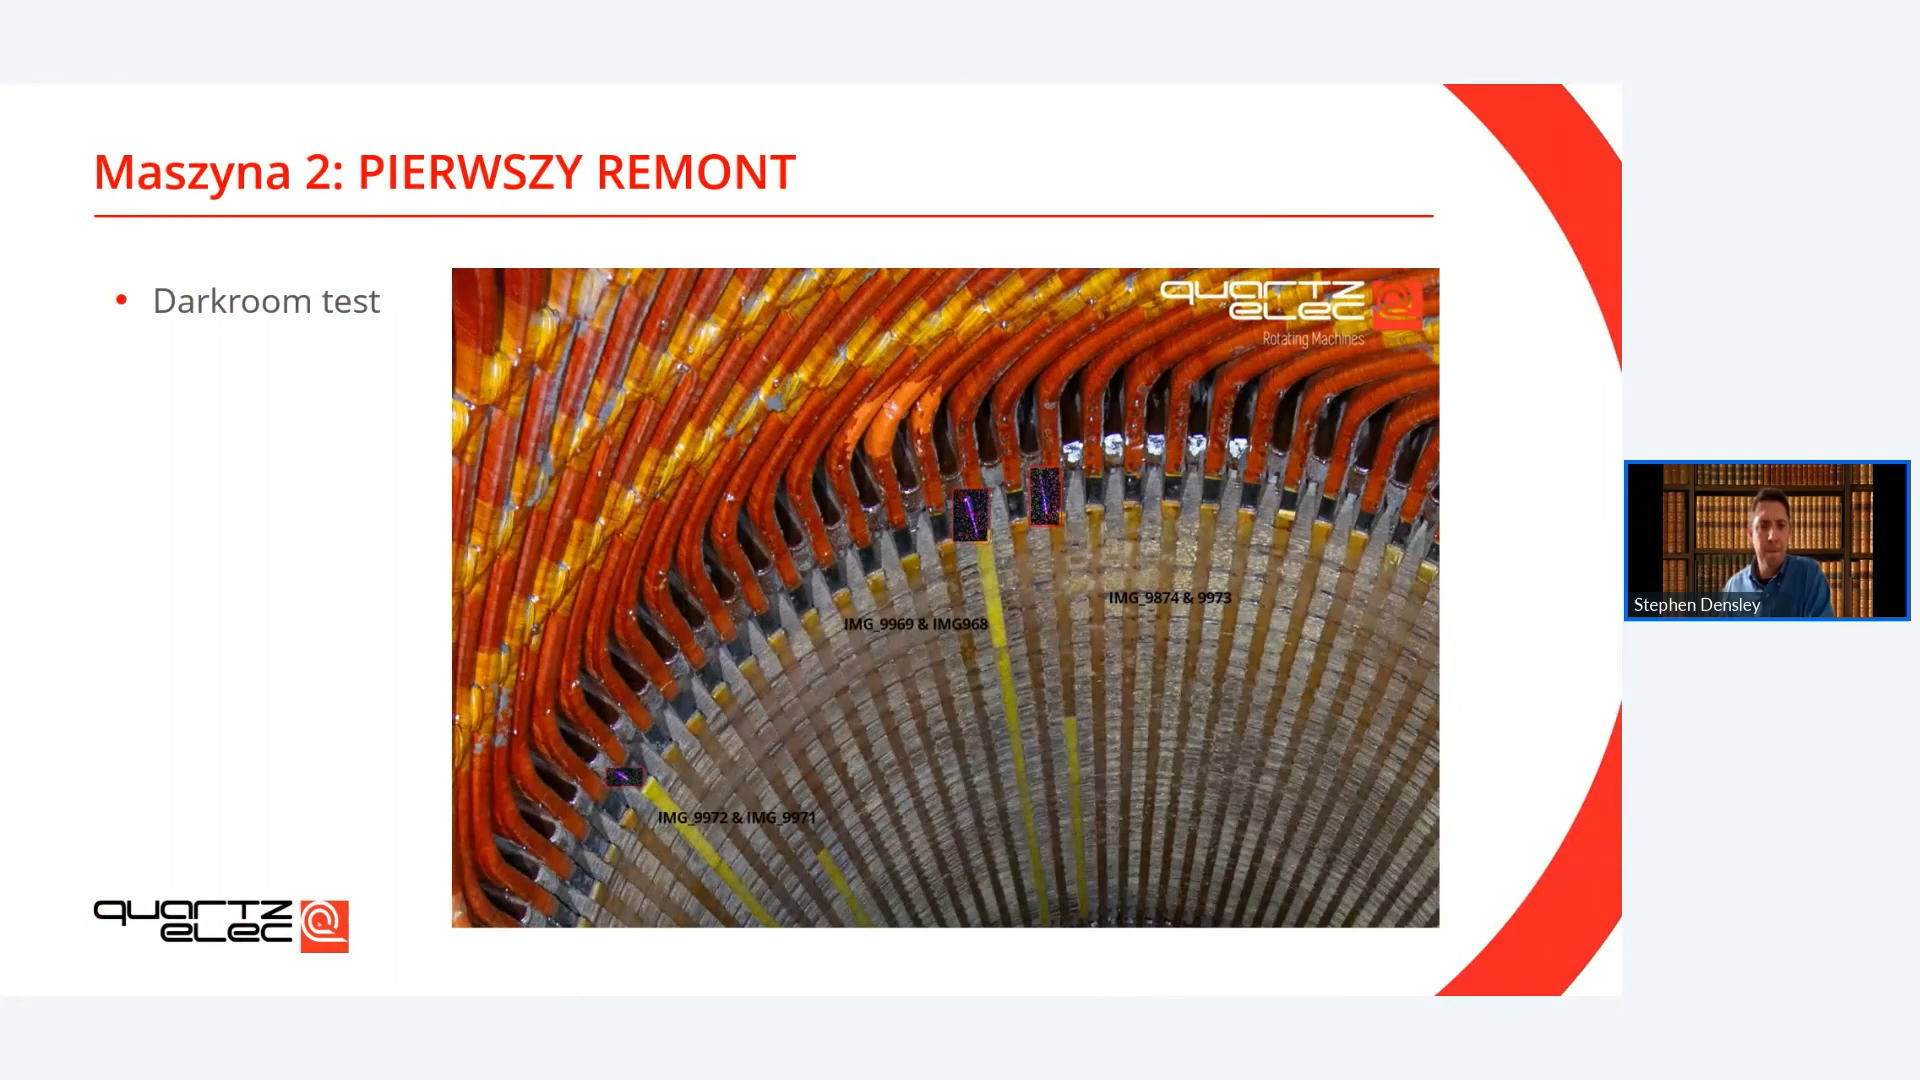 Maszyna 2: PIERWSZY REMONT
• Darkroom test
quartz
elec
Rotating Machines
IMG_9874 & 9973
IMG_9969 & IMG968
IMG_9972 & IMG_9971
Stephen Densley
quartz
elec